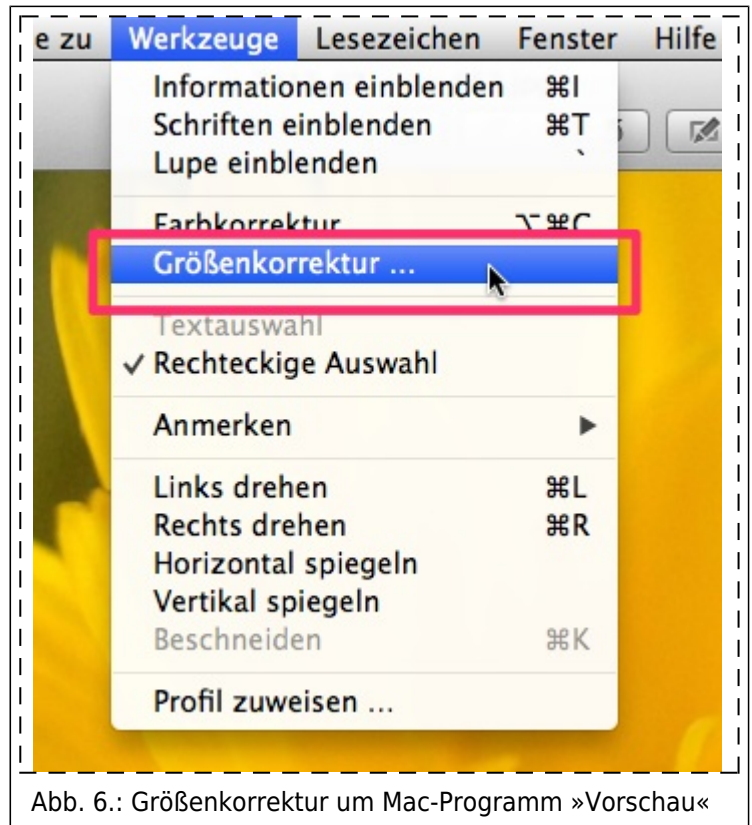 e zu Werkzeuge Lesezeichen Fenster Hilfe
Informationen einblenden ⌘I
Schriften einblenden ⌘T
Lupe einblenden `
Farbkorrektur ⌥⌘C
Größenkorrektur ...
Textauswahl
✓ Rechteckige Auswahl
Anmerken ▶
Links drehen ⌘L
Rechts drehen ⌘R
Horizontal spiegeln
Vertikal spiegeln
Beschneiden ⌘K
Profil zuweisen ...
Abb. 6.: Größenkorrektur um Mac-Programm »Vorschau«